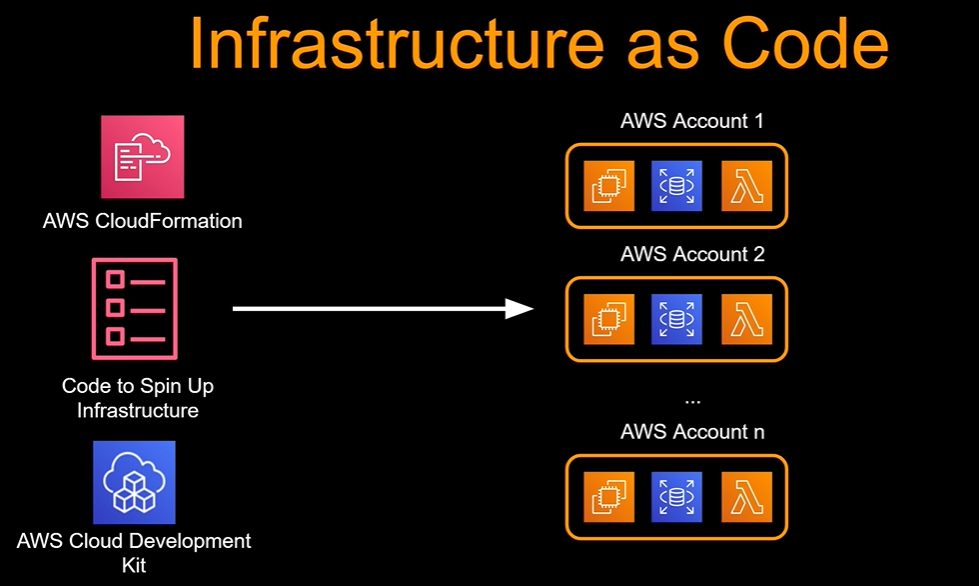 Infrastructure as Code
AWS CloudFormation
Code to Spin Up
Infrastructure
AWS Cloud Development
Kit
AWS Account 1
AWS Account 2
...
AWS Account n